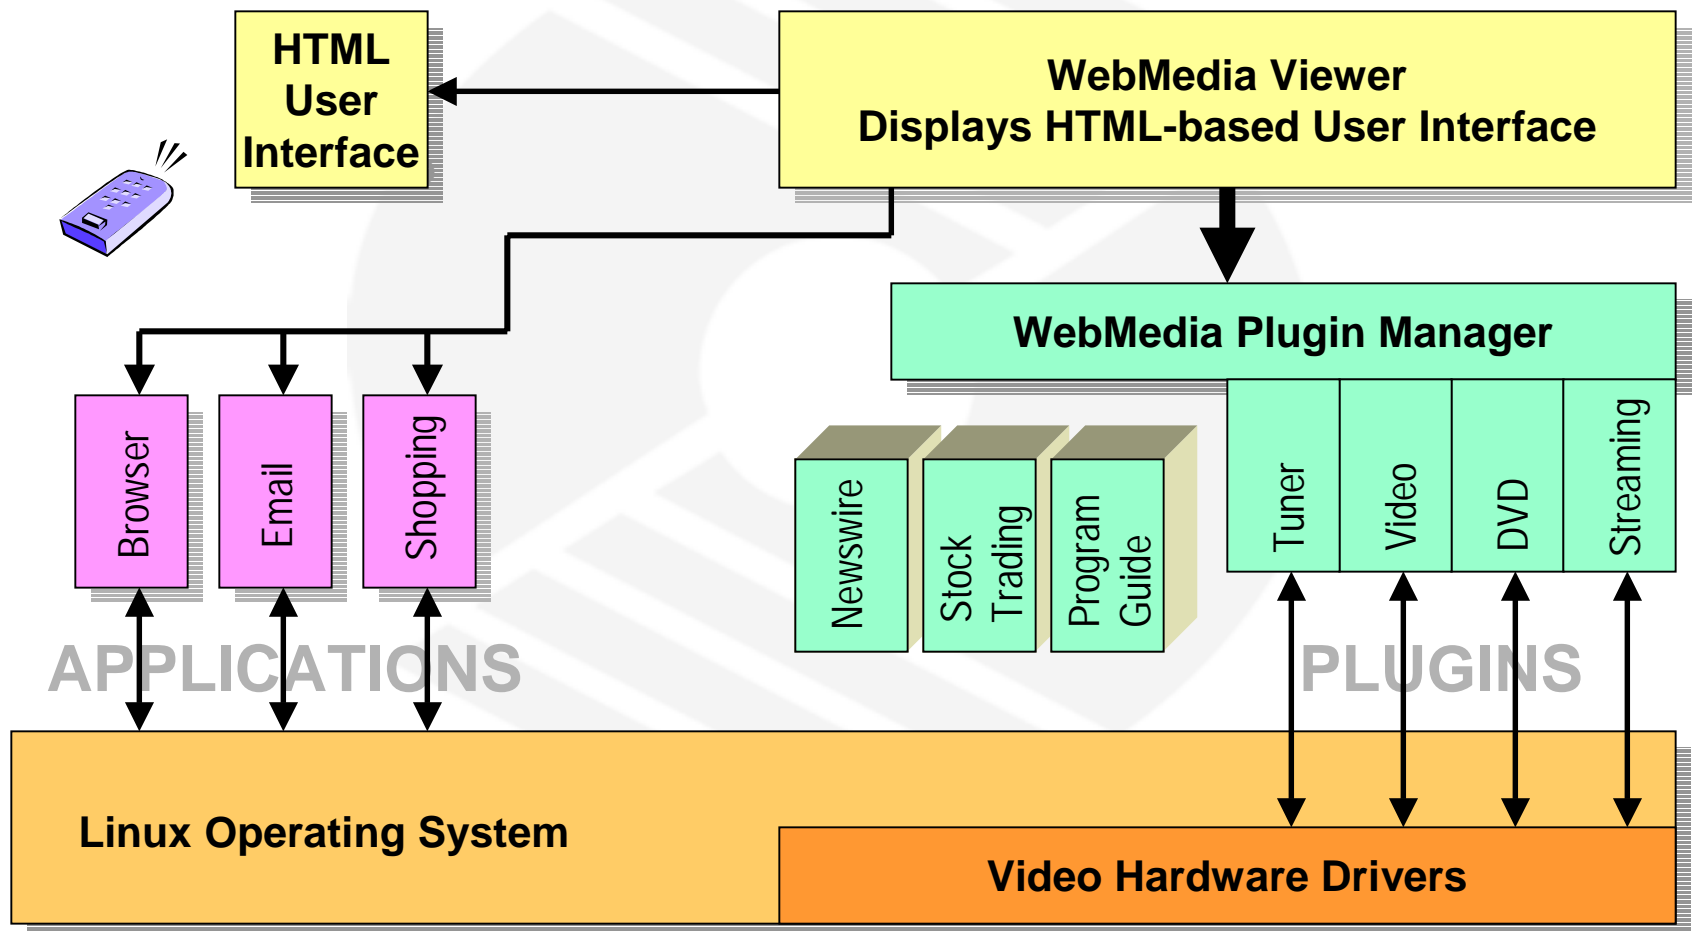 HTML
User
Interface
WebMedia Viewer
Displays HTML-based User Interface
WebMedia Plugin Manager
Browser
Email
Shopping
Newswire
Stock
Trading
Program
Guide
Tuner
Video
DVD
Streaming
APPLICATIONS
PLUGINS
Linux Operating System
Video Hardware Drivers